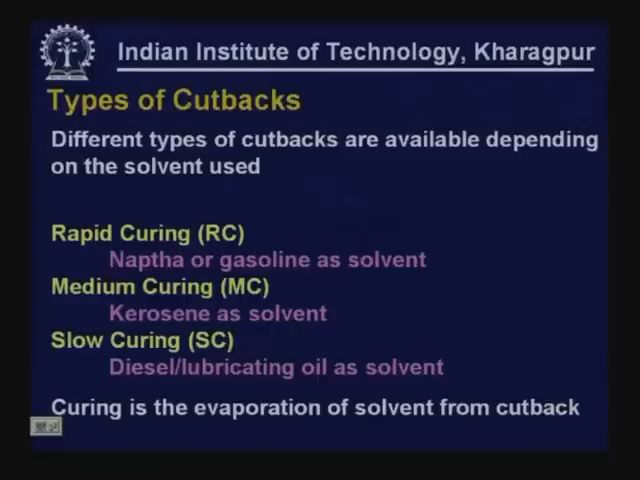 Indian Institute of Technology, Kharagpur
Types of Cutbacks
Different types of cutbacks are available depending
on the solvent used
Rapid Curing (RC)
Naptha or gasoline as solvent
Medium Curing (MC)
Kerosene as solvent
Slow Curing (SC)
Diesel/lubricating oil as solvent
Curing is the evaporation of solvent from cutback